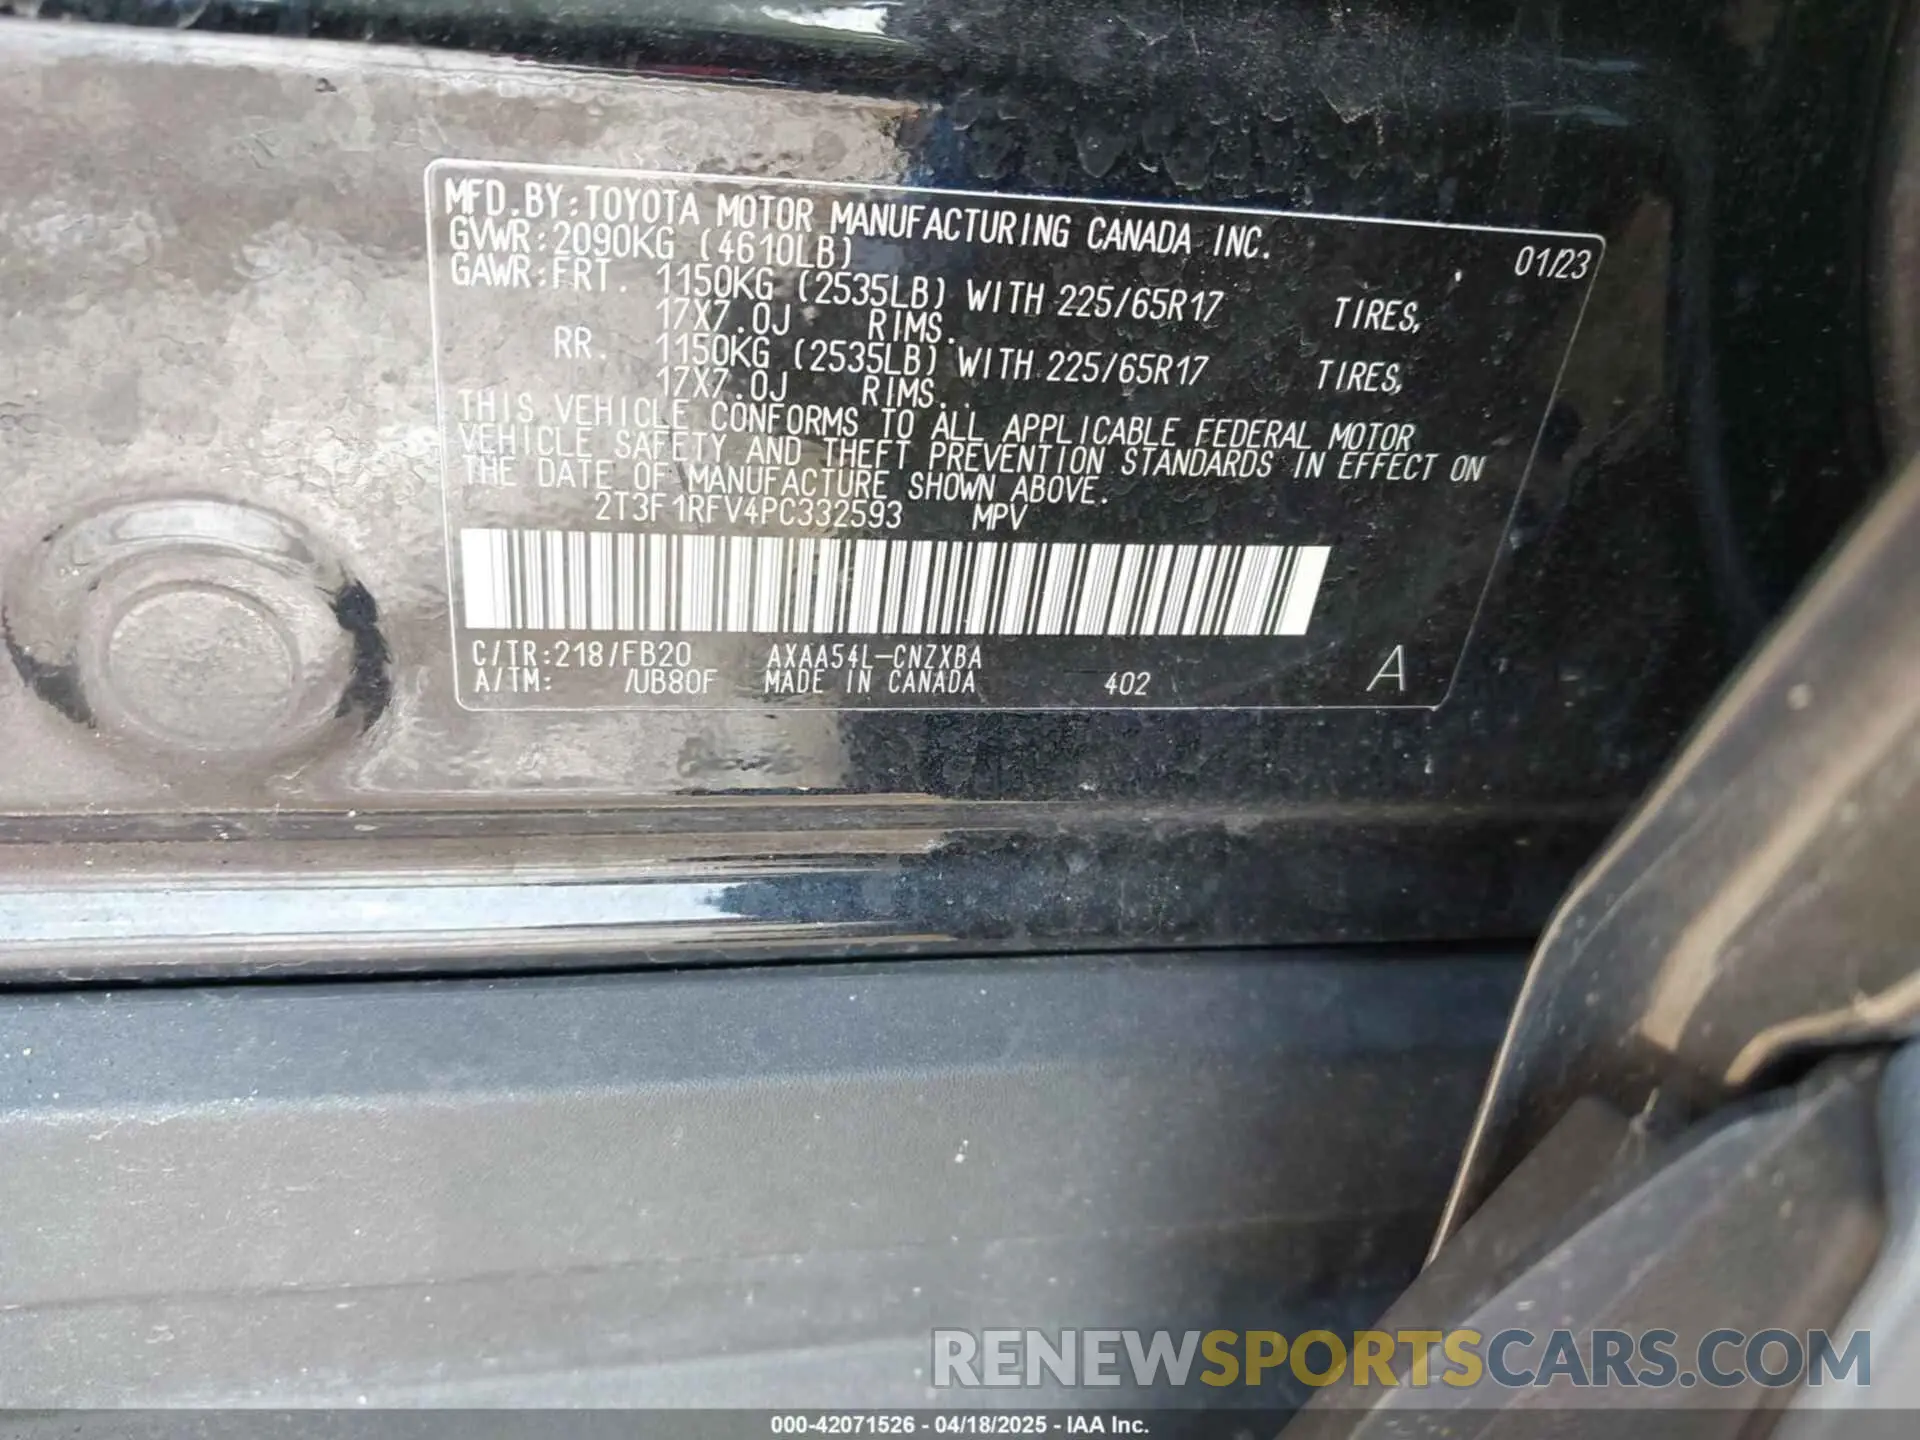 MFD.BY:TOYOTA MOTOR MANUFACTURING CANADA INC. 01/23
GVWR:2090KG (4610LB)
GAWR:FRT. 1150KG (2535LB) WITH 225/65R17 TIRES,
17X7.0J RIMS.
RR. 1150KG (2535LB) WITH 225/65R17 TIRES,
17X7.0J RIMS.
THIS VEHICLE CONFORMS TO ALL APPLICABLE FEDERAL MOTOR
VEHICLE SAFETY AND THEFT PREVENTION STANDARDS IN EFFECT ON
THE DATE OF MANUFACTURE SHOWN ABOVE.
2T3F1RFV4PC332593 MPV
C/TR:218/FB20 AXAA54L-CNZXBA
A/TM: /UB80F MADE IN CANADA 402 A
RENEWSPORTSCARS.COM
000-42071526 - 04/18/2025 - IAA Inc.